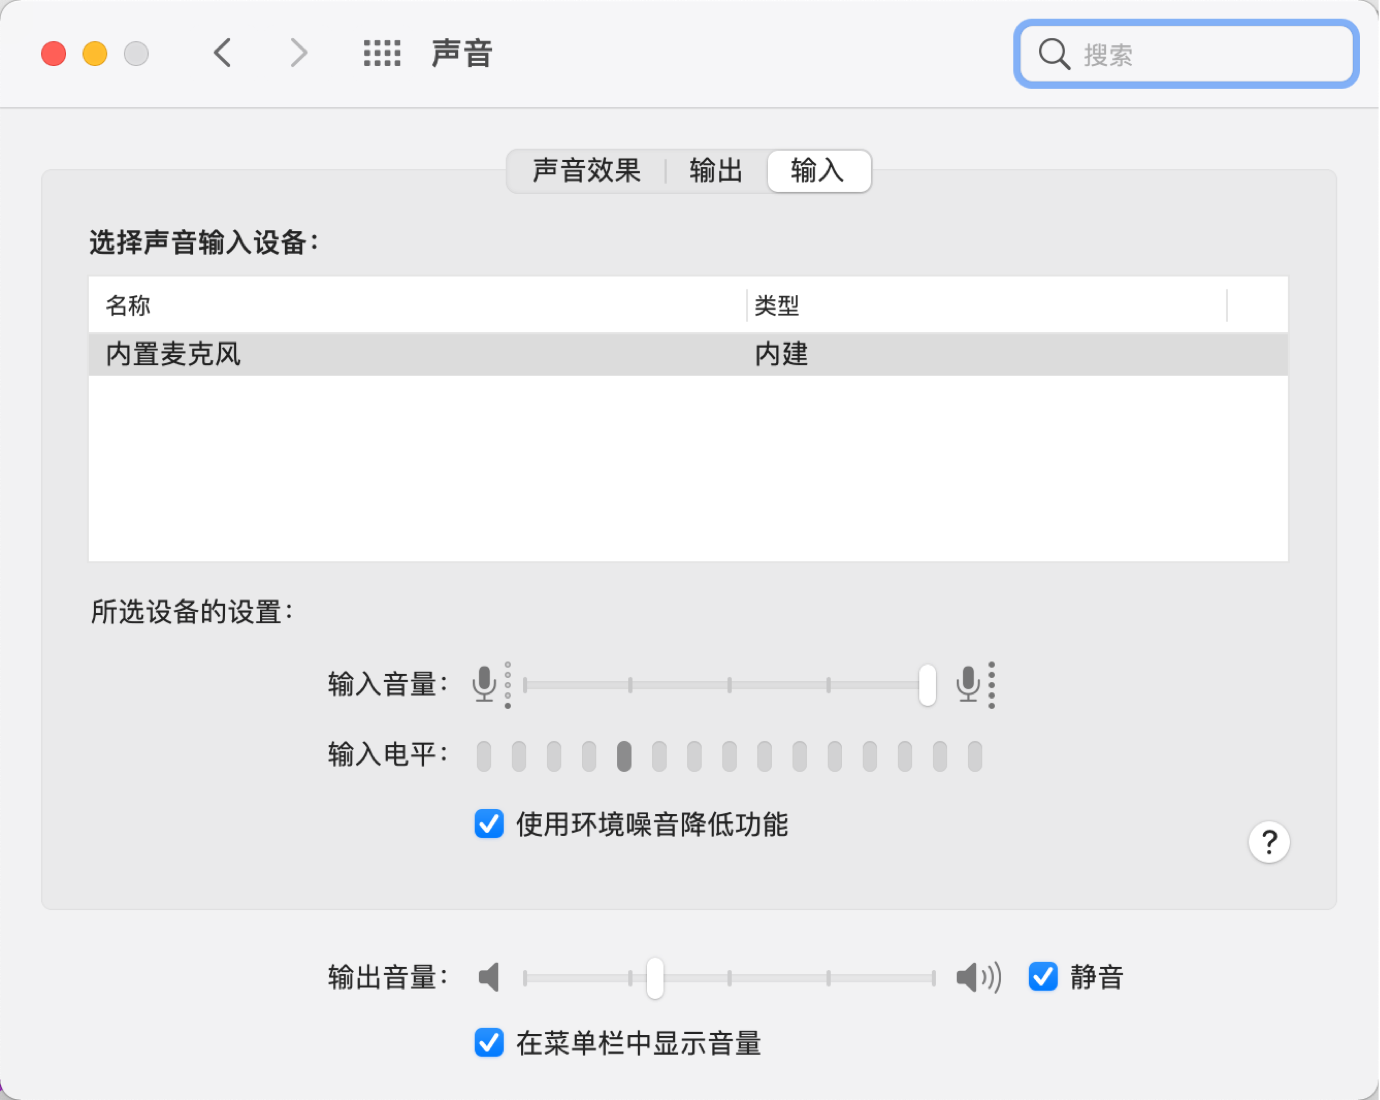 声音
搜索
声音效果 输出 输入
选择声音输入设备：
名称 类型
内置麦克风 内建
所选设备的设置：
输入音量：
输入电平：
使用环境噪音降低功能
?
输出音量： 静音
在菜单栏中显示音量